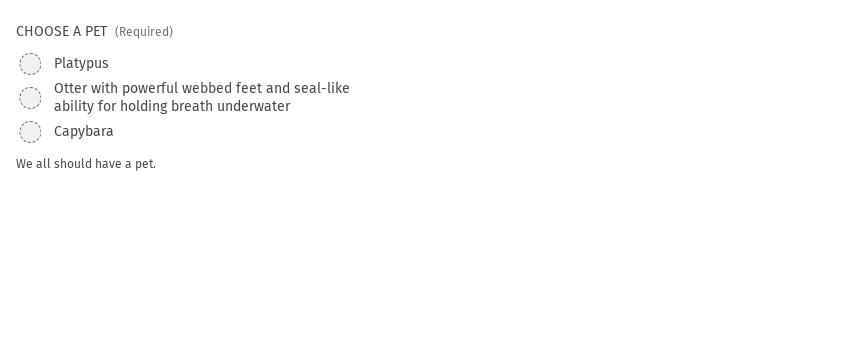 CHOOSE A PET (Required)
Platypus
Otter with powerful webbed feet and seal-like
ability for holding breath underwater
Capybara
We all should have a pet.